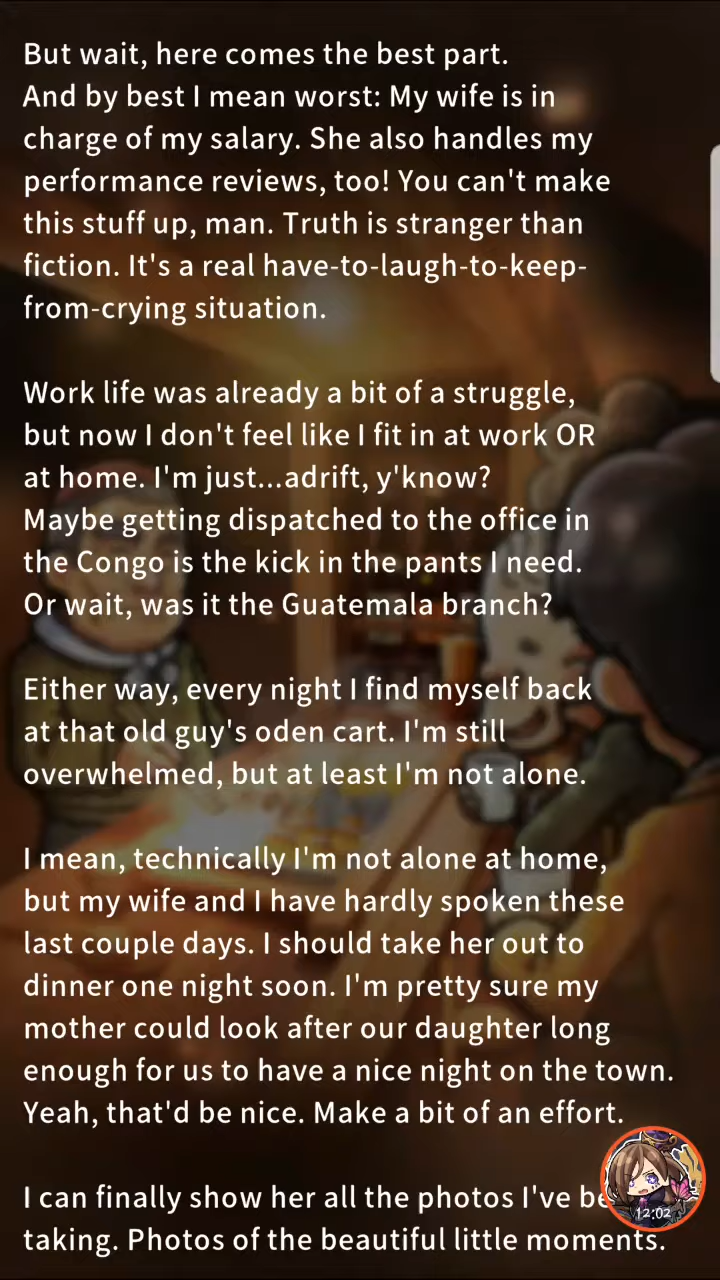 But wait, here comes the best part.
And by best I mean worst: My wife is in
charge of my salary. She also handles my
performance reviews, too! You can't make
this stuff up, man. Truth is stranger than
fiction. It's a real have-to-laugh-to-keep-
from-crying situation.
Work life was already a bit of a struggle,
but now I don't feel like I fit in at work OR
at home. I'm just...adrift, y'know?
Maybe getting dispatched to the office in
the Congo is the kick in the pants I need.
Or wait, was it the Guatemala branch?
Either way, every night I find myself back
at that old guy's oden cart. I'm still
overwhelmed, but at least I'm not alone.
I mean, technically I'm not alone at home,
but my wife and I have hardly spoken these
last couple days. I should take her out to
dinner one night soon. I'm pretty sure my
mother could look after our daughter long
enough for us to have a nice night on the town.
Yeah, that'd be nice. Make a bit of an effort.
I can finally show her all the photos I've
taking. Photos of the beautiful little moments.
12:02